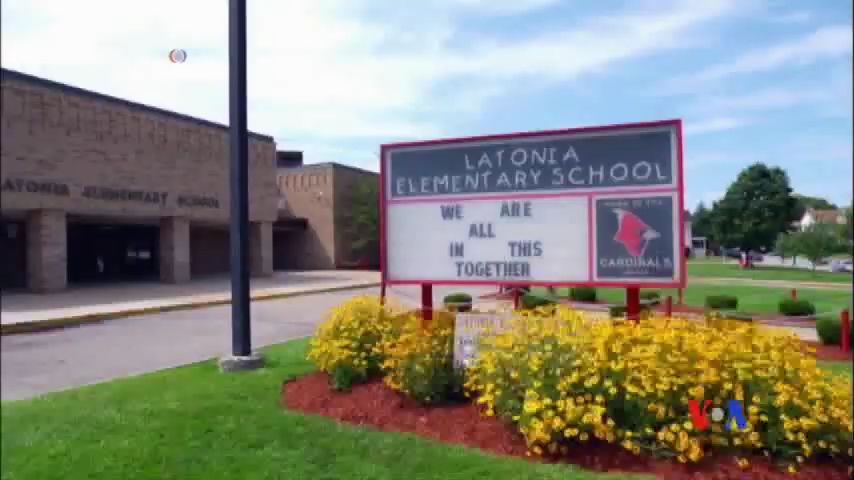 LATONIA
ELEMENTARY SCHOOL
WE ARE
ALL
IN THIS
TOGETHER
CARDINALS
LATONIA ELEMENTARY SCHOOL
VOA